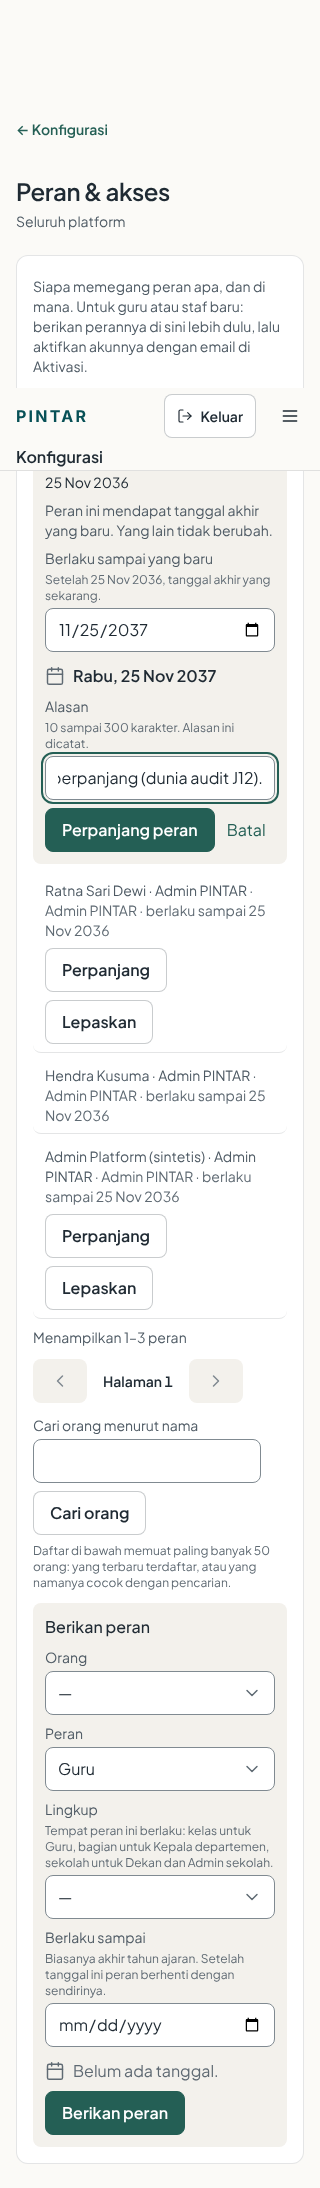 ← Konfigurasi
Peran & akses
Seluruh platform
Siapa memegang peran apa, dan di
mana. Untuk guru atau staf baru:
berikan perannya di sini lebih dulu, lalu
aktifkan akunnya dengan email di
Aktivasi.
PINTAR
Keluar
Konfigurasi
25 Nov 2036
Peran ini mendapat tanggal akhir
yang baru. Yang lain tidak berubah.
Berlaku sampai yang baru
Setelah 25 Nov 2036, tanggal akhir yang
sekarang.
11/25/2037
Rabu, 25 Nov 2037
Alasan
10 sampai 300 karakter. Alasan ini
dicatat.
perpanjang (dunia audit J12).
Perpanjang peran
Batal
Ratna Sari Dewi · Admin PINTAR ·
Admin PINTAR · berlaku sampai 25
Nov 2036
Perpanjang
Lepaskan
Hendra Kusuma · Admin PINTAR ·
Admin PINTAR · berlaku sampai 25
Nov 2036
Admin Platform (sintetis) · Admin
PINTAR · Admin PINTAR · berlaku
sampai 25 Nov 2036
Perpanjang
Lepaskan
Menampilkan 1–3 peran
Halaman 1
Cari orang menurut nama
Cari orang
Daftar di bawah memuat paling banyak 50
orang: yang terbaru terdaftar, atau yang
namanya cocok dengan pencarian.
Berikan peran
Orang
—
Peran
Guru
Lingkup
Tempat peran ini berlaku: kelas untuk
Guru, bagian untuk Kepala departemen,
sekolah untuk Dekan dan Admin sekolah.
—
Berlaku sampai
Biasanya akhir tahun ajaran. Setelah
tanggal ini peran berhenti dengan
sendirinya.
mm/dd/yyyy
Belum ada tanggal.
Berikan peran